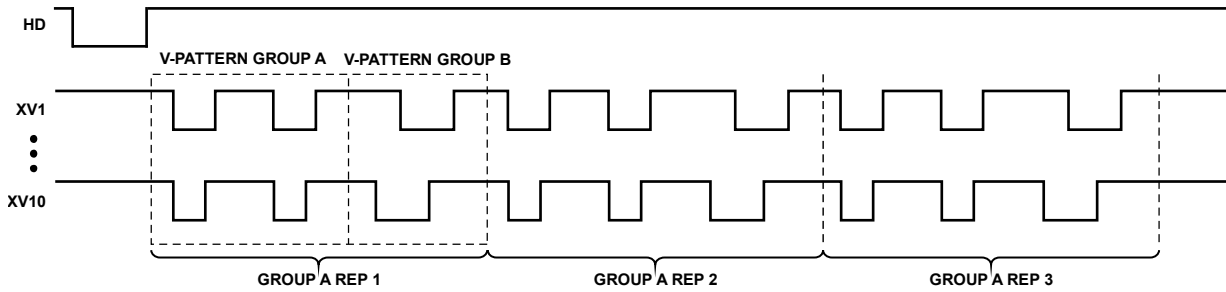 HD
V-PATTERN GROUP A V-PATTERN GROUP B
XV1
XV10
GROUP A REP 1 GROUP A REP 2 GROUP A REP 3